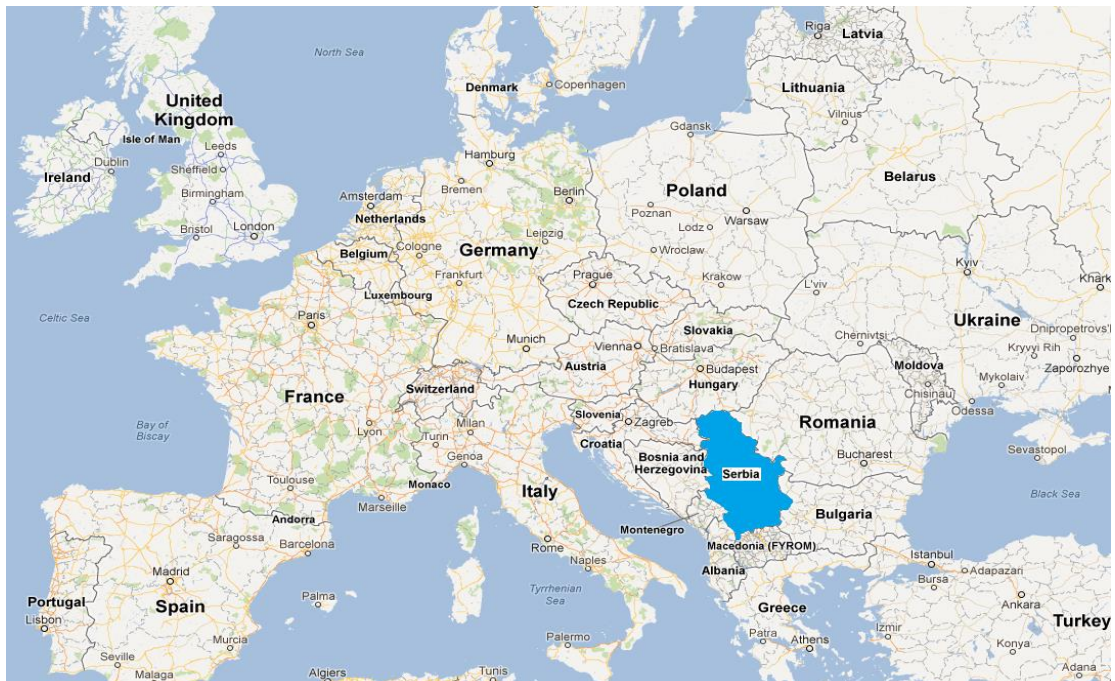 Riga
Latvia
North Sea
Copenhagen
Denmark
Lithuania
Vilnius
United
Kingdom
Isle of Man
Gdansk
Leeds
Dublin
Sheffield
Ireland
Hamburg
Belarus
Birmingham
Bremen
Berlin
Poland
Amsterdam
Poznan
Warsaw
Netherlands
Bristol
London
Lodz
Leipzig
Cologne
Germany
Wroclaw
Belgium
Kyiv
Frankfurt
Prague
Krakow
L'viv
Khark
Luxembourg
Czech Republic
Celtic Sea
Paris
Ukraine
Slovakia
Dnipropetrovs'l
Chernivtsi
Munich
Vienna
Bratislava
Kryvyi Rih
Zaporozhye
Austria
Budapest
Moldova
Switzerland
Hungary
Mykolaiv
Chisinau
France
Odessa
Slovenia
Zagreb
Romania
Bay of
Biscay
Lyon
Milan
Turin
Croatia
Sevastopol
Genoa
Bosnia and
Herzegovina
Bucharest
Serbia
Toulouse
Monaco
Italy
Black Sea
Marseille
Andorra
Bulgaria
Montenegro
Saragossa
Barcelona
Rome
Macedonia (FYROM)
Istanbul
Naples
Albania
Adapazari
Madrid
Bursa
Tyrrhenian
Sea
Ankara
Portugal
Spain
Palma
Greece
Lisbon
Turkey
Palermo
Patra
Athens
Izmir
Murcia
Konya
Seville
Algiers
Tunis
Adana
Malaga